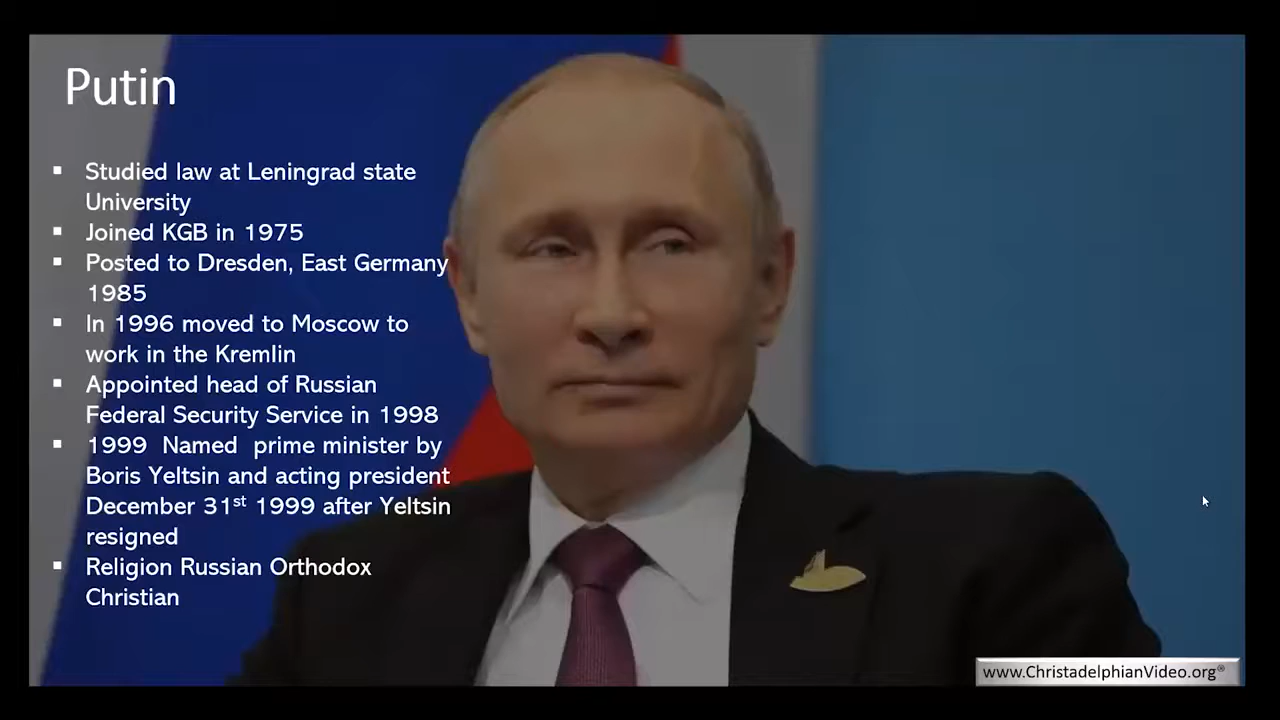 Putin
▪ Studied law at Leningrad state
University
▪ Joined KGB in 1975
▪ Posted to Dresden, East Germany
1985
▪ In 1996 moved to Moscow to
work in the Kremlin
▪ Appointed head of Russian
Federal Security Service in 1998
▪ 1999 Named prime minister by
Boris Yeltsin and acting president
December 31st 1999 after Yeltsin
resigned
▪ Religion Russian Orthodox
Christian
www.ChristadelphianVideo.org®